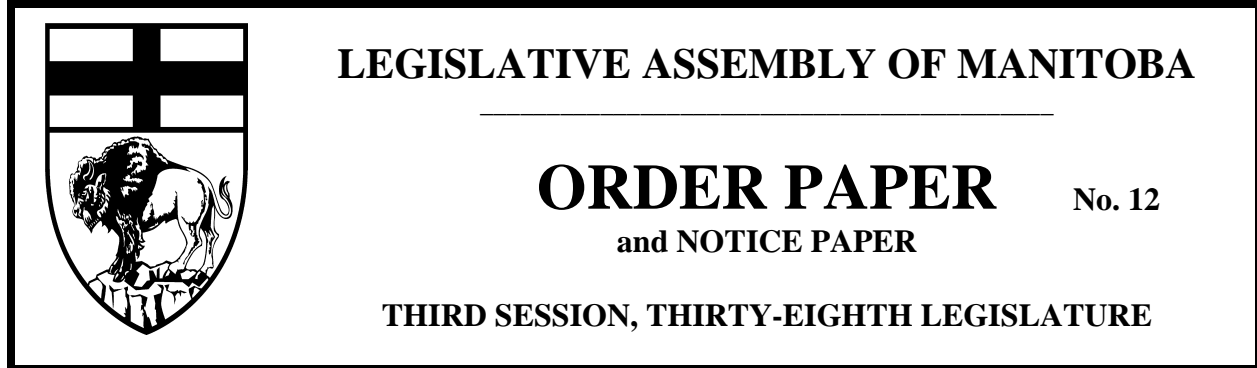 LEGISLATIVE ASSEMBLY OF MANITOBA
ORDER PAPER No. 12
and NOTICE PAPER
THIRD SESSION, THIRTY-EIGHTH LEGISLATURE